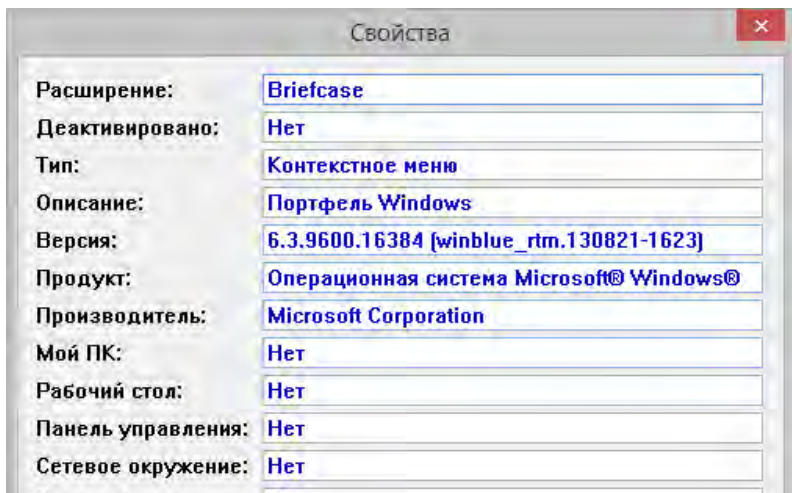 Свойства
Расширение: Briefcase
Деактивировано: Нет
Тип: Контекстное меню
Описание: Портфель Windows
Версия: 6.3.9600.16384 (winblue_rtm.130821-1623)
Продукт: Операционная система Microsoft® Windows®
Производитель: Microsoft Corporation
Мой ПК: Нет
Рабочий стол: Нет
Панель управления: Нет
Сетевое окружение: Нет